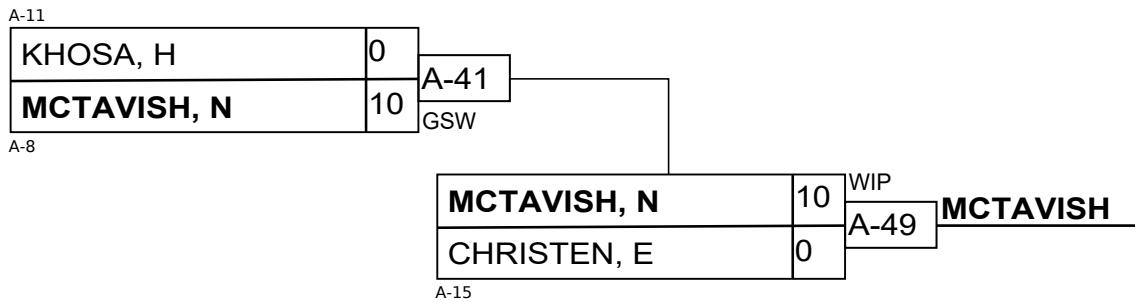 A-11
KHOSA, H 0
A-41
MCTAVISH, N 10
GSW
A-8
MCTAVISH, N 10
WIP
A-49
MCTAVISH
CHRISTEN, E 0
A-15